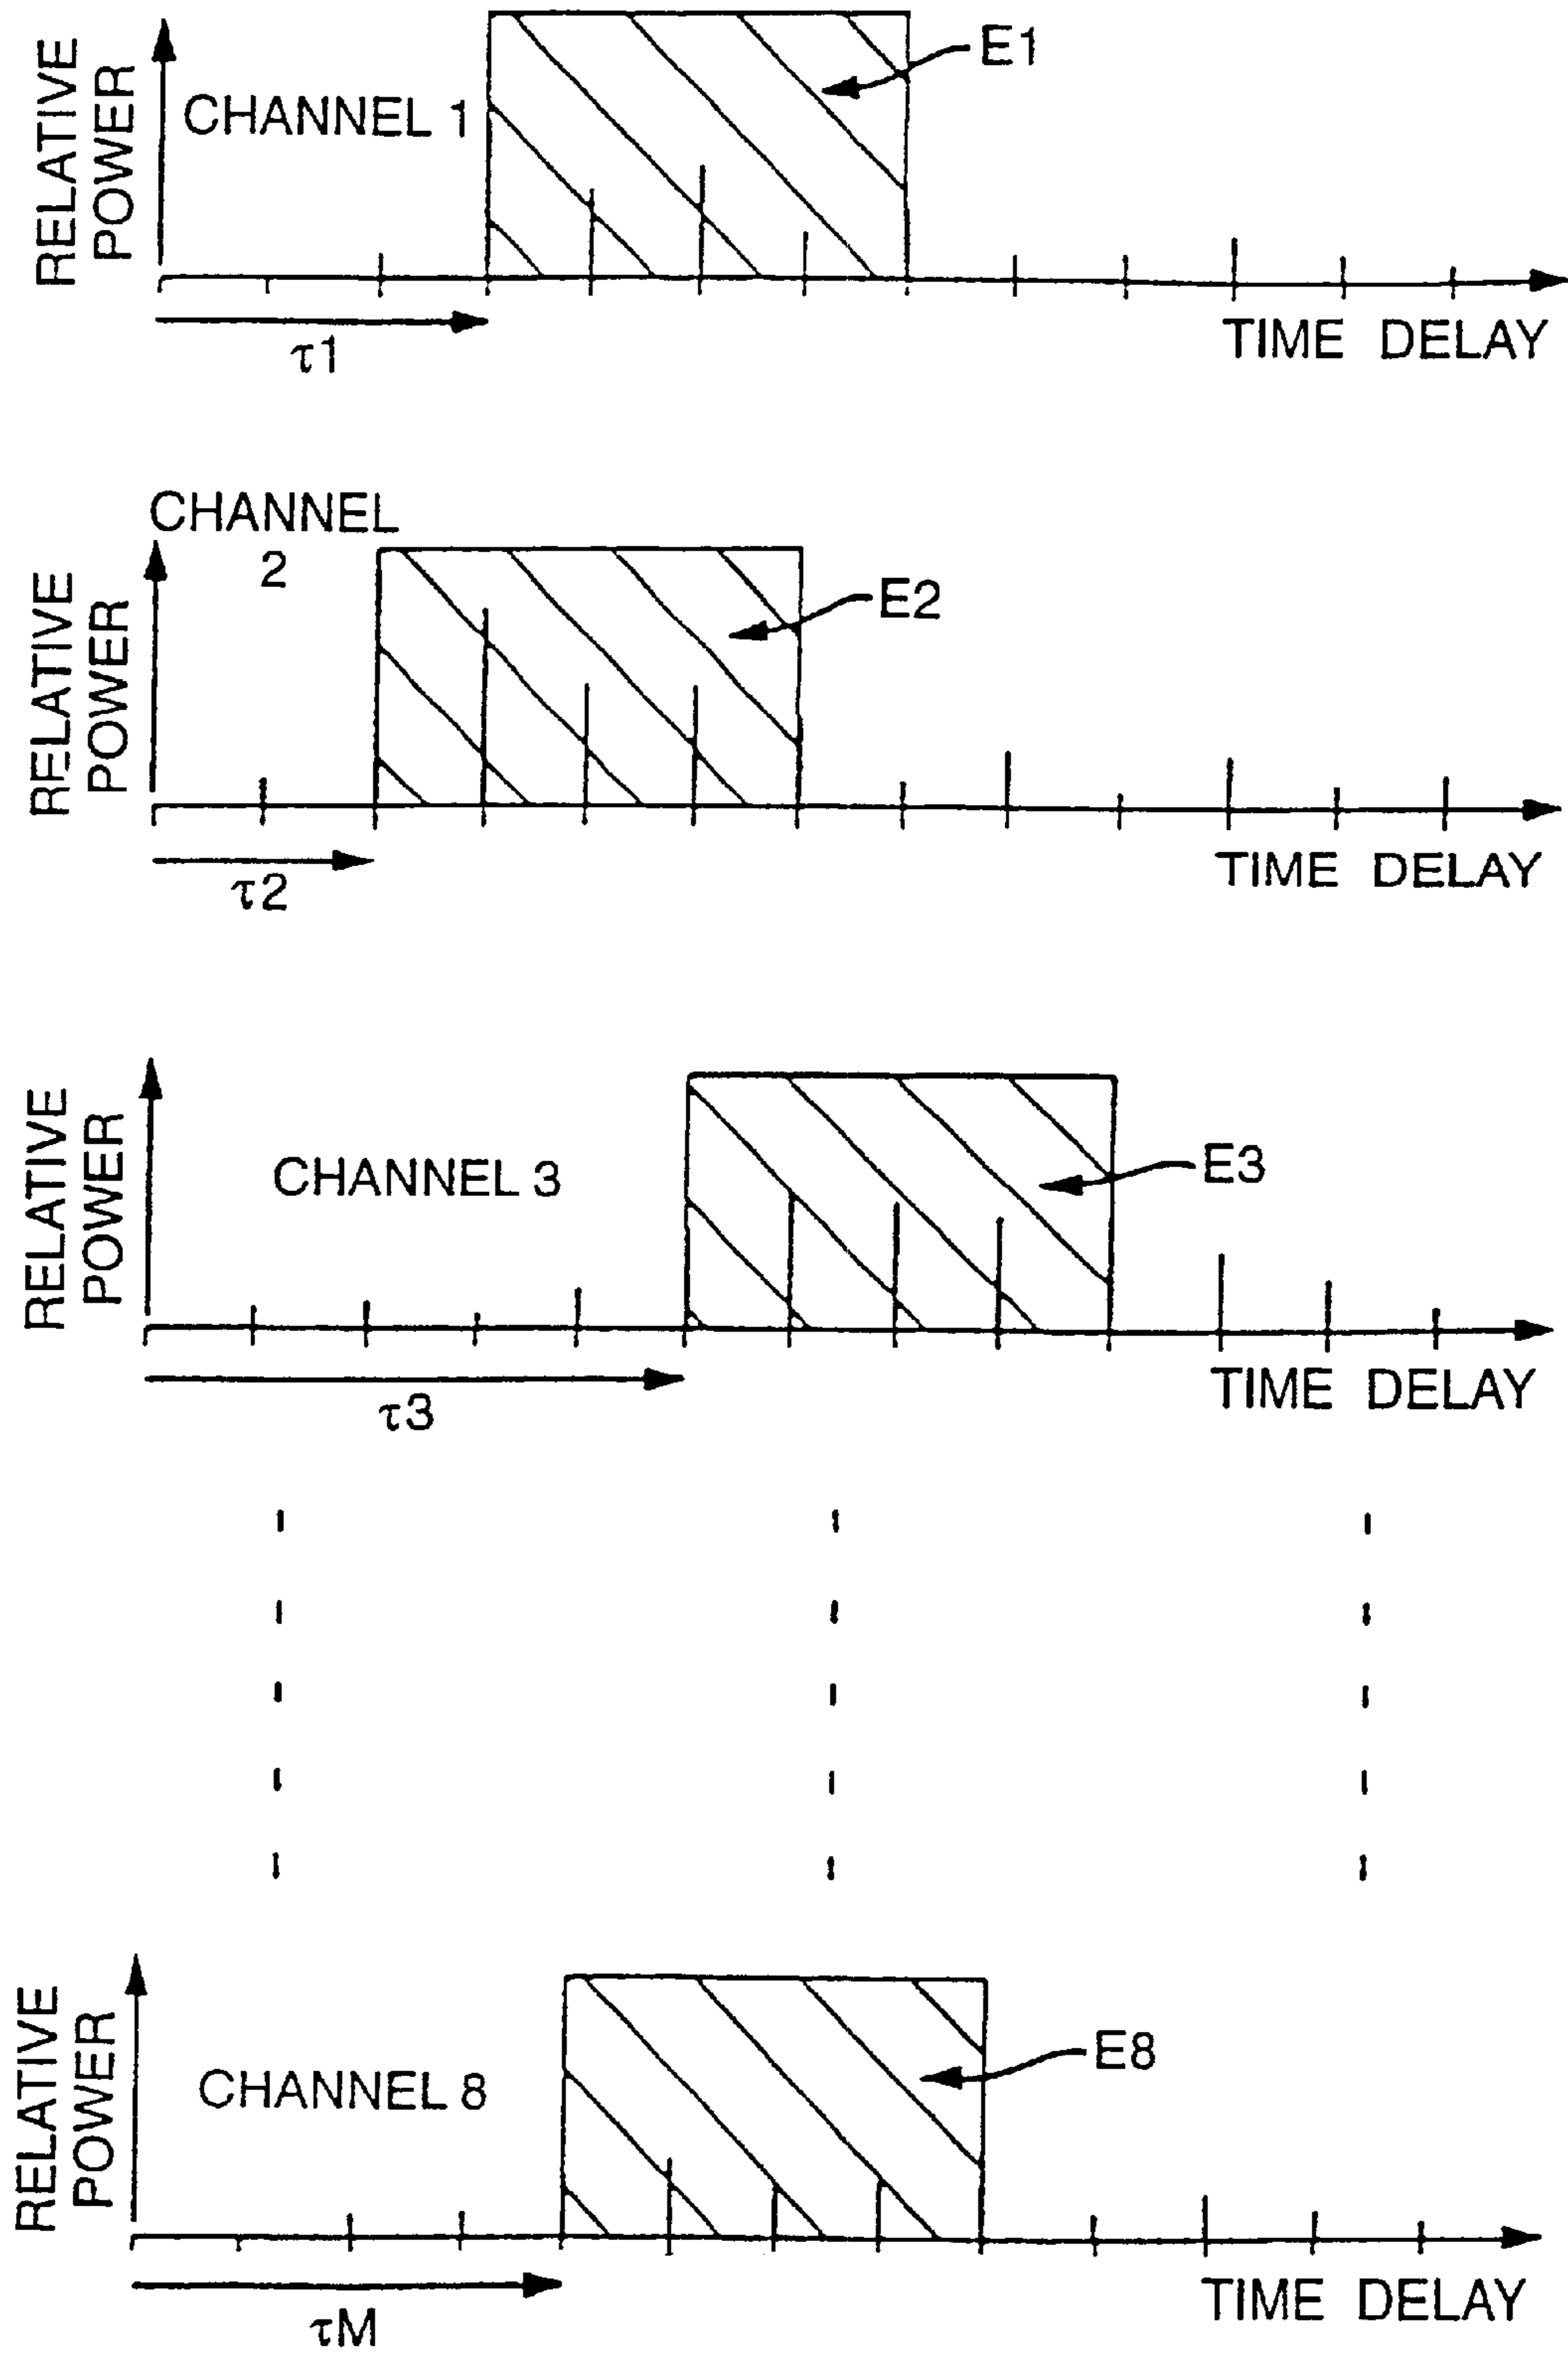 RELATIVE
POWER
CHANNEL 1
E1
τ1
TIME DELAY
CHANNEL
2
RELATIVE
POWER
E2
τ2
TIME DELAY
RELATIVE
POWER
CHANNEL 3
E3
τ3
TIME DELAY
RELATIVE
POWER
CHANNEL 8
E8
τM
TIME DELAY